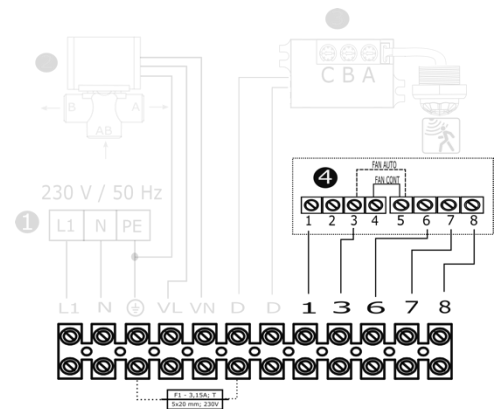 C B A
B A
AB
FAN AUTO
4
FAN CONT
230 V / 50 Hz
1 2 3 4 5 6 7 8
1 L1 N PE
L1 N VL VN D D 1 3 6 7 8
F1 - 3,15A; T
5x20 mm; 230V